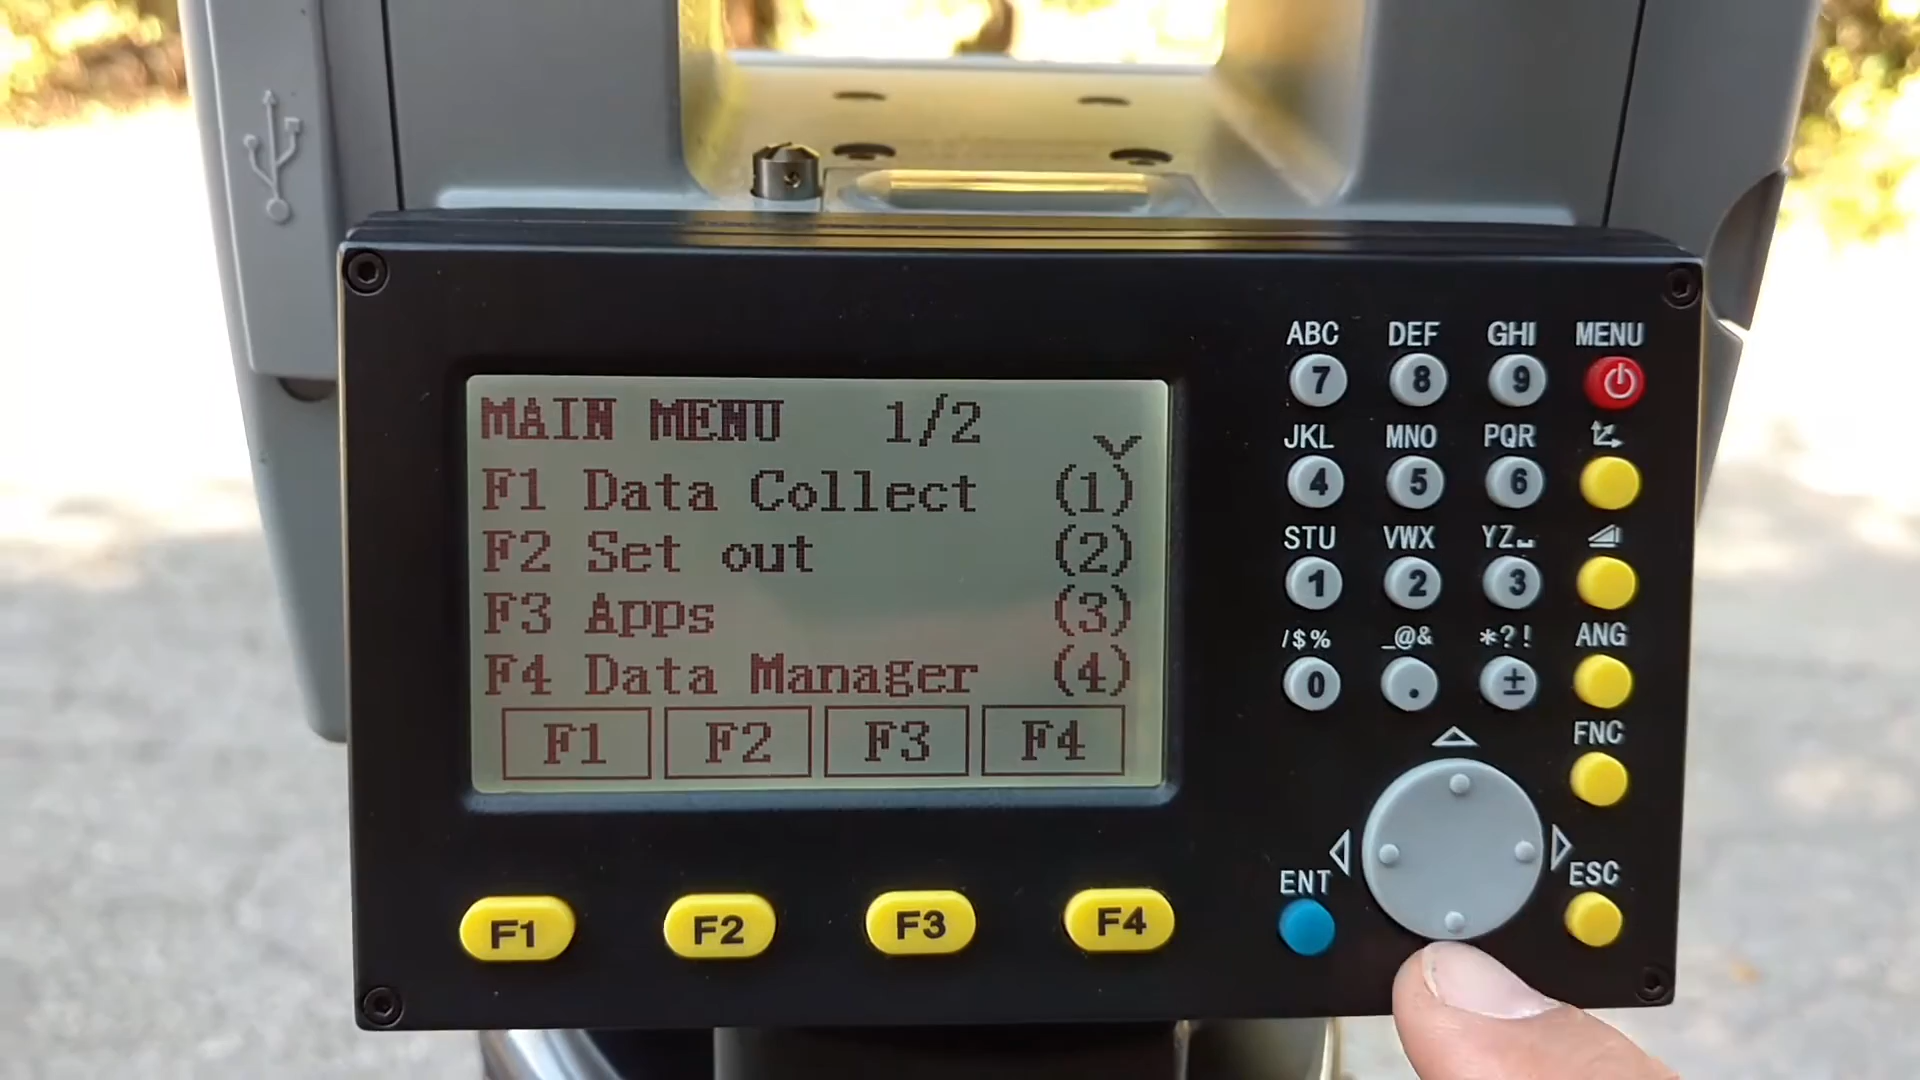 MAIN MENU 1/2
F1 Data Collect (1)
F2 Set out (2)
F3 Apps (3)
F4 Data Manager (4)
F1 F2 F3 F4
F1 F2 F3 F4
ABC DEF GHI MENU
7 8 9
JKL MNO PQR
4 5 6
STU VWX YZ␣
1 2 3
/$% _@& *?! ANG
0 . ±
FNC
ENT ESC